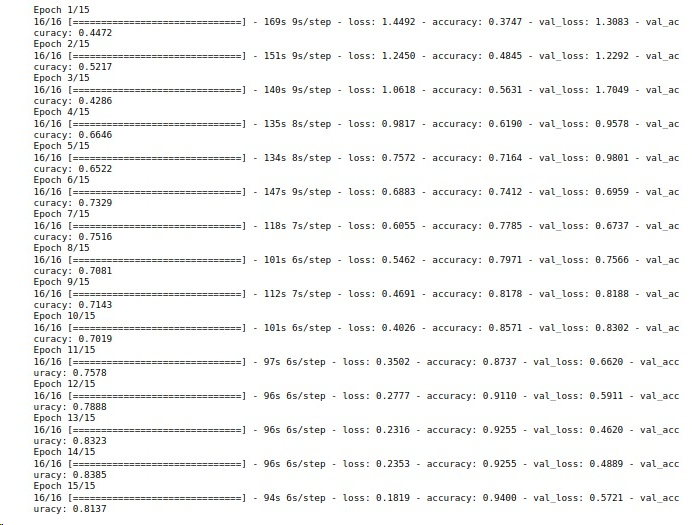 Epoch 1/15
16/16 [==============================] - 169s 9s/step - loss: 1.4492 - accuracy: 0.3747 - val_loss: 1.3083 - val_ac
curacy: 0.4472
Epoch 2/15
16/16 [==============================] - 151s 9s/step - loss: 1.2450 - accuracy: 0.4845 - val_loss: 1.2292 - val_ac
curacy: 0.5217
Epoch 3/15
16/16 [==============================] - 140s 9s/step - loss: 1.0618 - accuracy: 0.5631 - val_loss: 1.7049 - val_ac
curacy: 0.4286
Epoch 4/15
16/16 [==============================] - 135s 8s/step - loss: 0.9817 - accuracy: 0.6190 - val_loss: 0.9578 - val_ac
curacy: 0.6646
Epoch 5/15
16/16 [==============================] - 134s 8s/step - loss: 0.7572 - accuracy: 0.7164 - val_loss: 0.9801 - val_ac
curacy: 0.6522
Epoch 6/15
16/16 [==============================] - 147s 9s/step - loss: 0.6883 - accuracy: 0.7412 - val_loss: 0.6959 - val_ac
curacy: 0.7329
Epoch 7/15
16/16 [==============================] - 118s 7s/step - loss: 0.6055 - accuracy: 0.7785 - val_loss: 0.6737 - val_ac
curacy: 0.7516
Epoch 8/15
16/16 [==============================] - 101s 6s/step - loss: 0.5462 - accuracy: 0.7971 - val_loss: 0.7566 - val_ac
curacy: 0.7081
Epoch 9/15
16/16 [==============================] - 112s 7s/step - loss: 0.4691 - accuracy: 0.8178 - val_loss: 0.8188 - val_ac
curacy: 0.7143
Epoch 10/15
16/16 [==============================] - 101s 6s/step - loss: 0.4026 - accuracy: 0.8571 - val_loss: 0.8302 - val_ac
curacy: 0.7019
Epoch 11/15
16/16 [==============================] - 97s 6s/step - loss: 0.3502 - accuracy: 0.8737 - val_loss: 0.6620 - val_acc
uracy: 0.7578
Epoch 12/15
16/16 [==============================] - 96s 6s/step - loss: 0.2777 - accuracy: 0.9110 - val_loss: 0.5911 - val_acc
uracy: 0.7888
Epoch 13/15
16/16 [==============================] - 96s 6s/step - loss: 0.2316 - accuracy: 0.9255 - val_loss: 0.4620 - val_acc
uracy: 0.8323
Epoch 14/15
16/16 [==============================] - 96s 6s/step - loss: 0.2353 - accuracy: 0.9255 - val_loss: 0.4889 - val_acc
uracy: 0.8385
Epoch 15/15
16/16 [==============================] - 94s 6s/step - loss: 0.1819 - accuracy: 0.9400 - val_loss: 0.5721 - val_acc
uracy: 0.8137